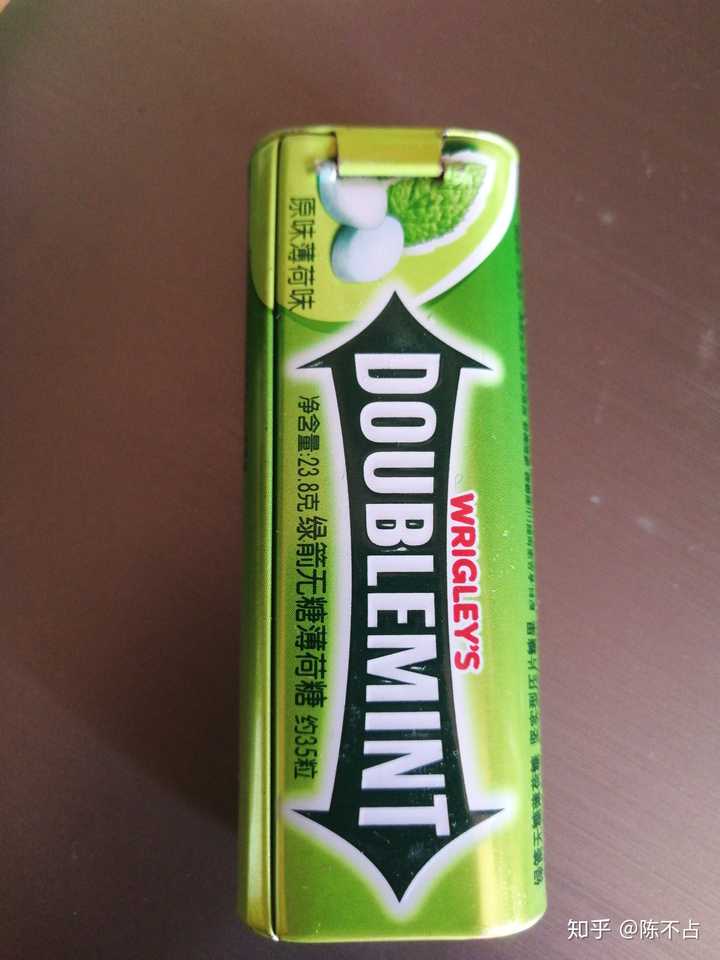 WRIGLEY'S
DOUBLEMINT
原味薄荷味
净含量:23.8克 绿箭无糖薄荷糖 约35粒
知乎 @陈不占